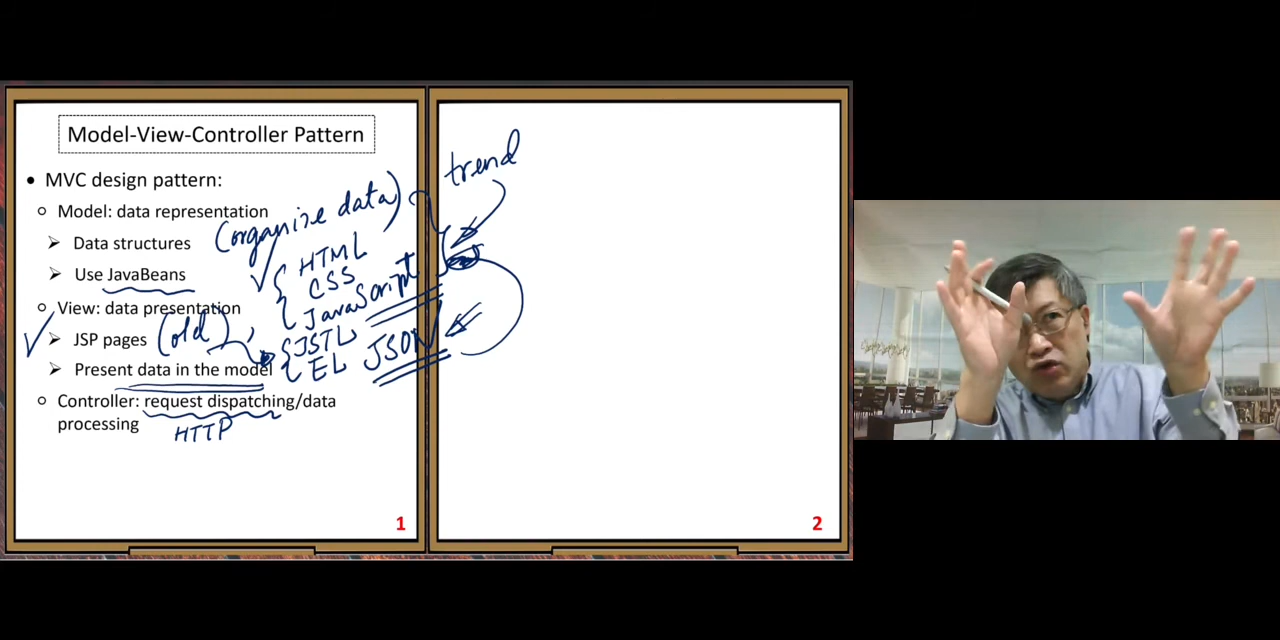 Model-View-Controller Pattern
• MVC design pattern:
trend
○ Model: data representation
(organize data)
➢ Data structures
HTML
➢ Use JavaBeans
CSS
JavaScript
○ View: data presentation
➢ JSP pages (old)
JSTL
JSON
➢ Present data in the model
EL
○ Controller: request dispatching/data
processing
HTTP
1
2